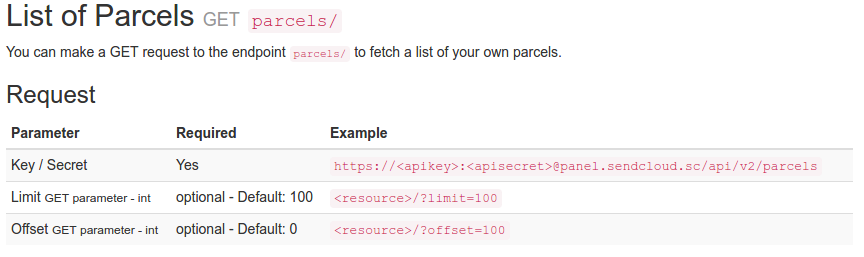 List of Parcels GET parcels/
You can make a GET request to the endpoint parcels/ to fetch a list of your own parcels.
Request
Parameter Required Example
Key / Secret Yes https://<apikey>:<apisecret>@panel.sendcloud.sc/api/v2/parcels
Limit GET parameter - int optional - Default: 100 <resource>/?limit=100
Offset GET parameter - int optional - Default: 0 <resource>/?offset=100